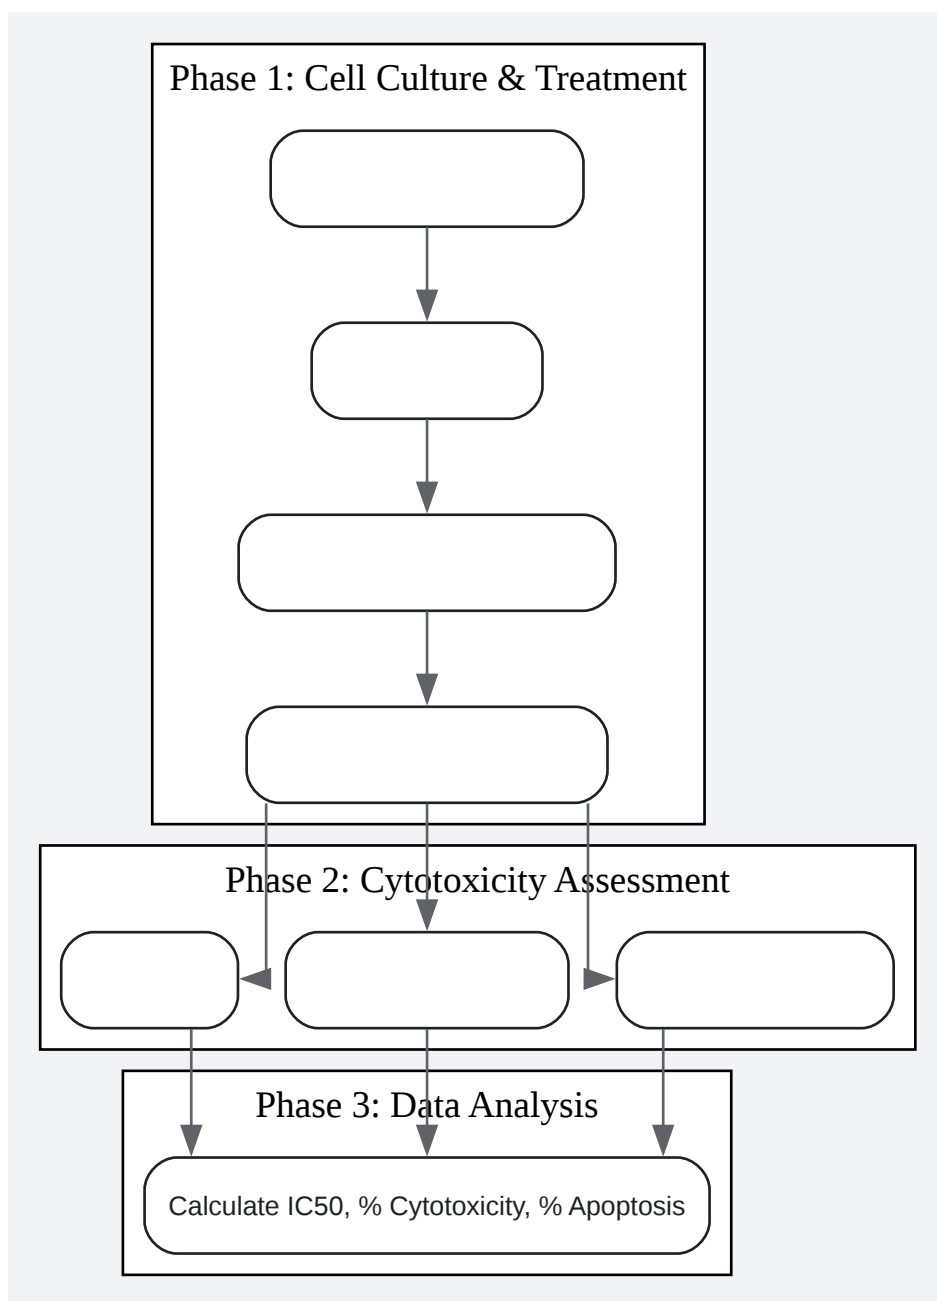 Phase 1: Cell Culture & Treatment
Phase 2: Cytotoxicity Assessment
Phase 3: Data Analysis
Calculate IC50, % Cytotoxicity, % Apoptosis